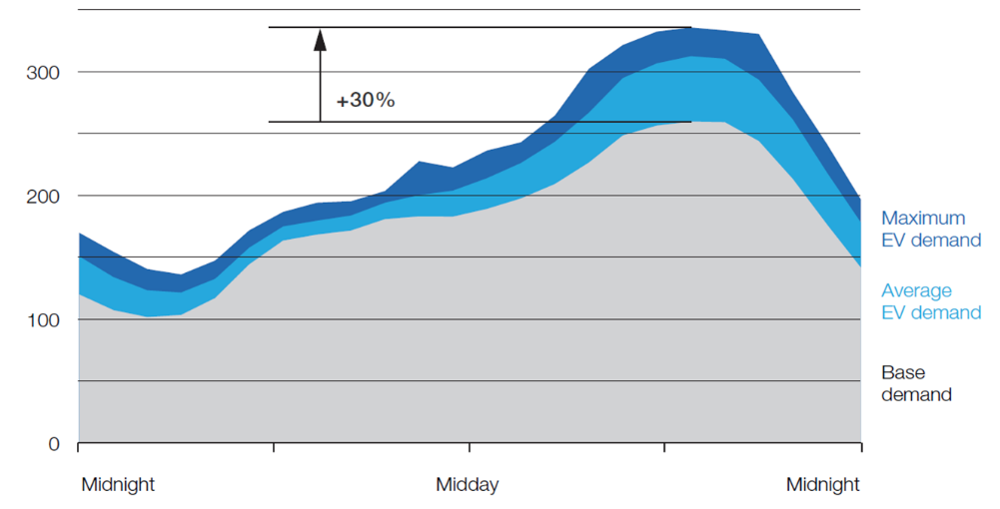 300
+30%
200
Maximum
EV demand
Average
EV demand
100
Base
demand
0
Midnight
Midday
Midnight